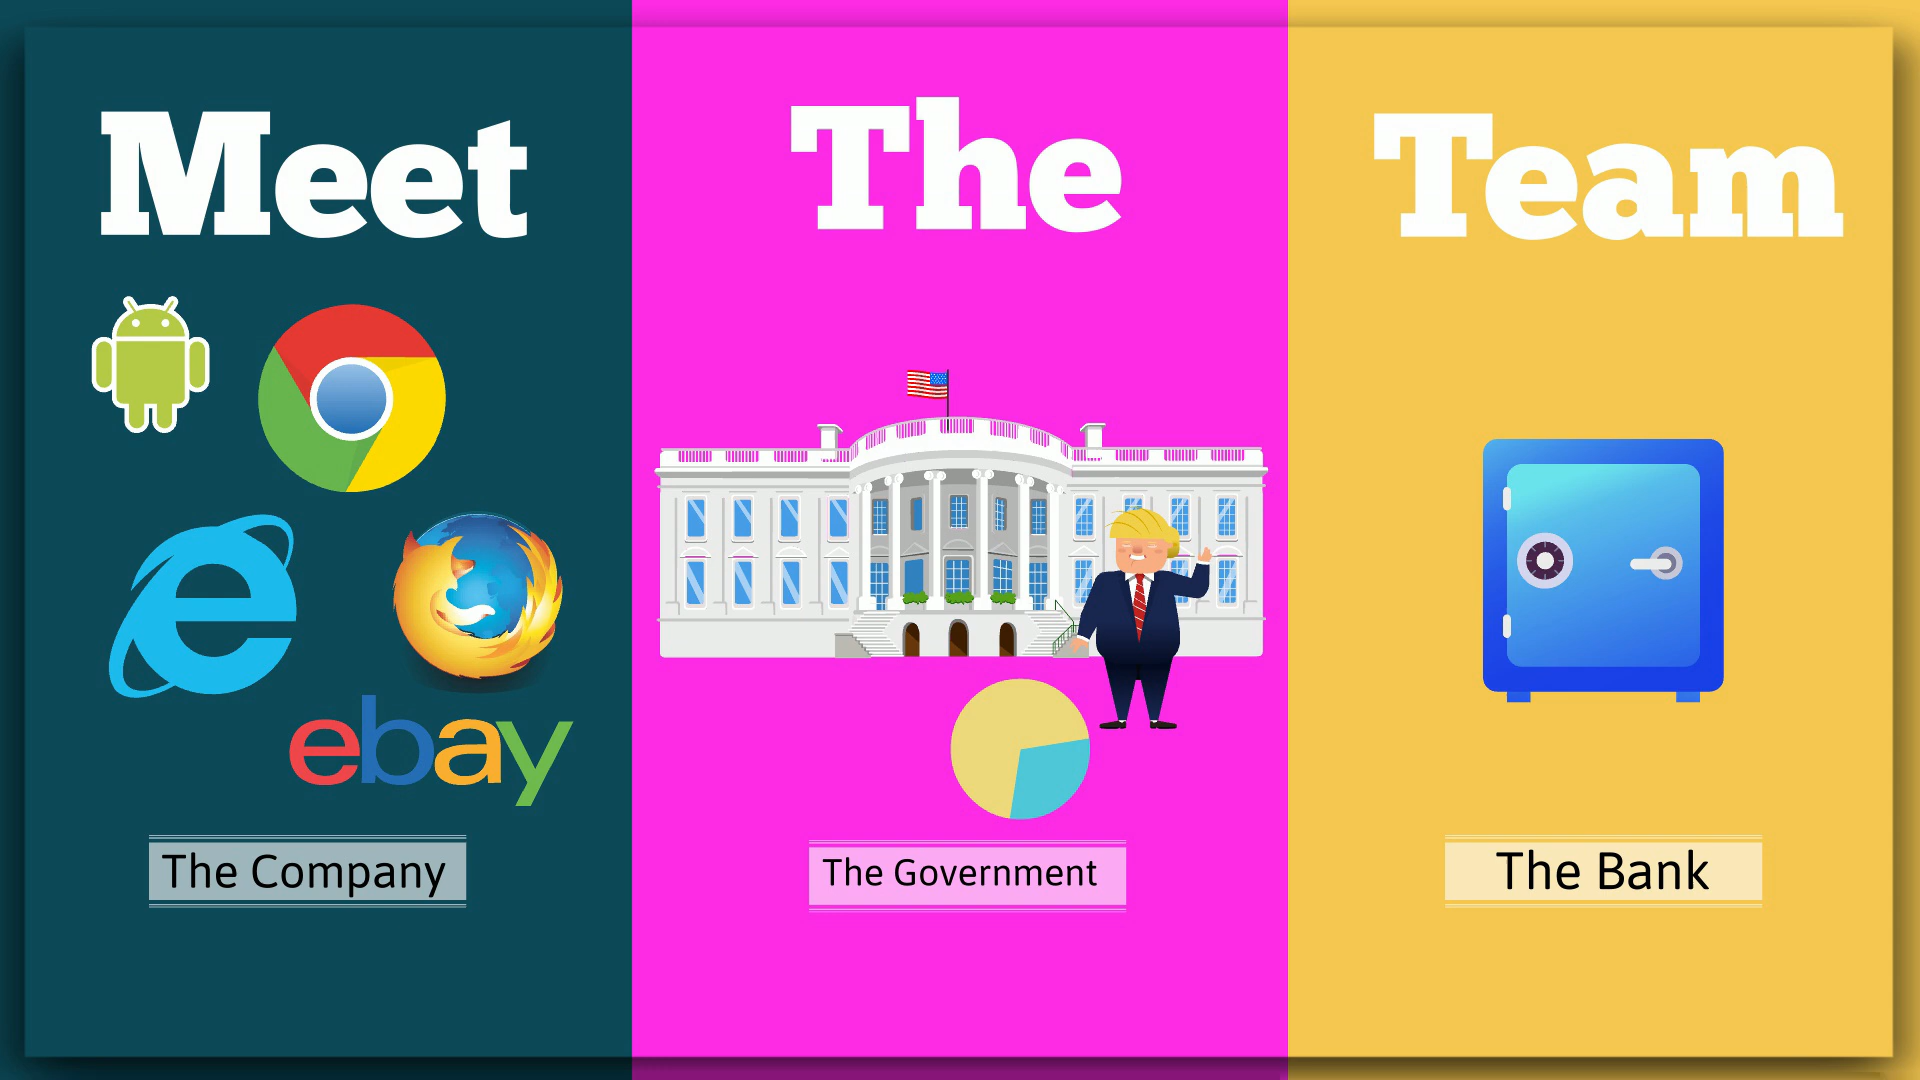 Meet The Team
ebay
The Company
The Government
The Bank